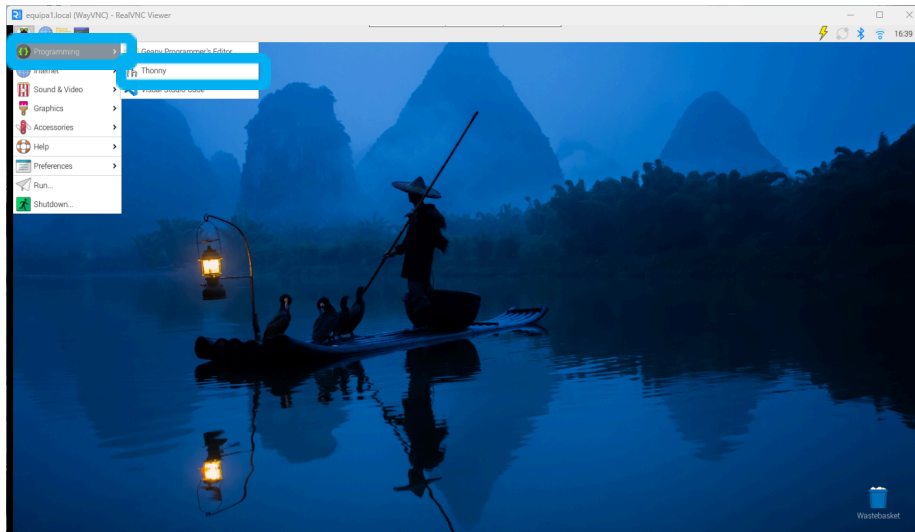 equipa1.local (WayVNC) - RealVNC Viewer
16:39
Programming
Geany Programmer's Editor
Internet
Thonny
Sound & Video
Visual Studio Code
Graphics
Accessories
Help
Preferences
Run...
Shutdown...
Wastebasket